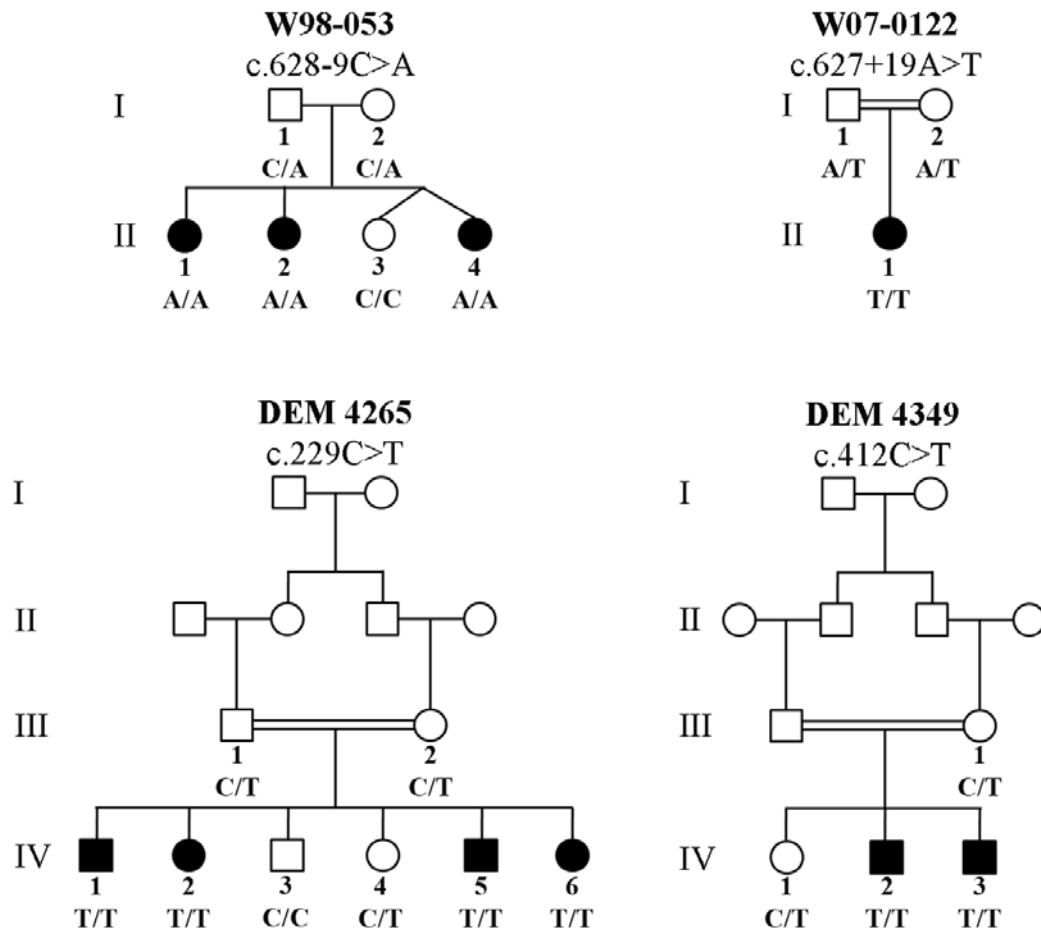 W98-053
c.628-9C>A
I
1 2
C/A C/A
II
1 2 3 4
A/A A/A C/C A/A
W07-0122
c.627+19A>T
I
1 2
A/T A/T
II
1
T/T
DEM 4265
c.229C>T
I
II
III
1 2
C/T C/T
IV
1 2 3 4 5 6
T/T T/T C/C C/T T/T T/T
DEM 4349
c.412C>T
I
II
III
1
C/T
IV
1 2 3
C/T T/T T/T